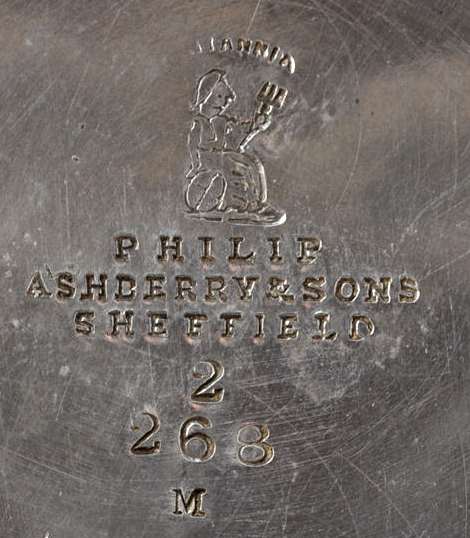 PHILIP
ASHBERRY&SONS
SHEFFIELD
2
268
M